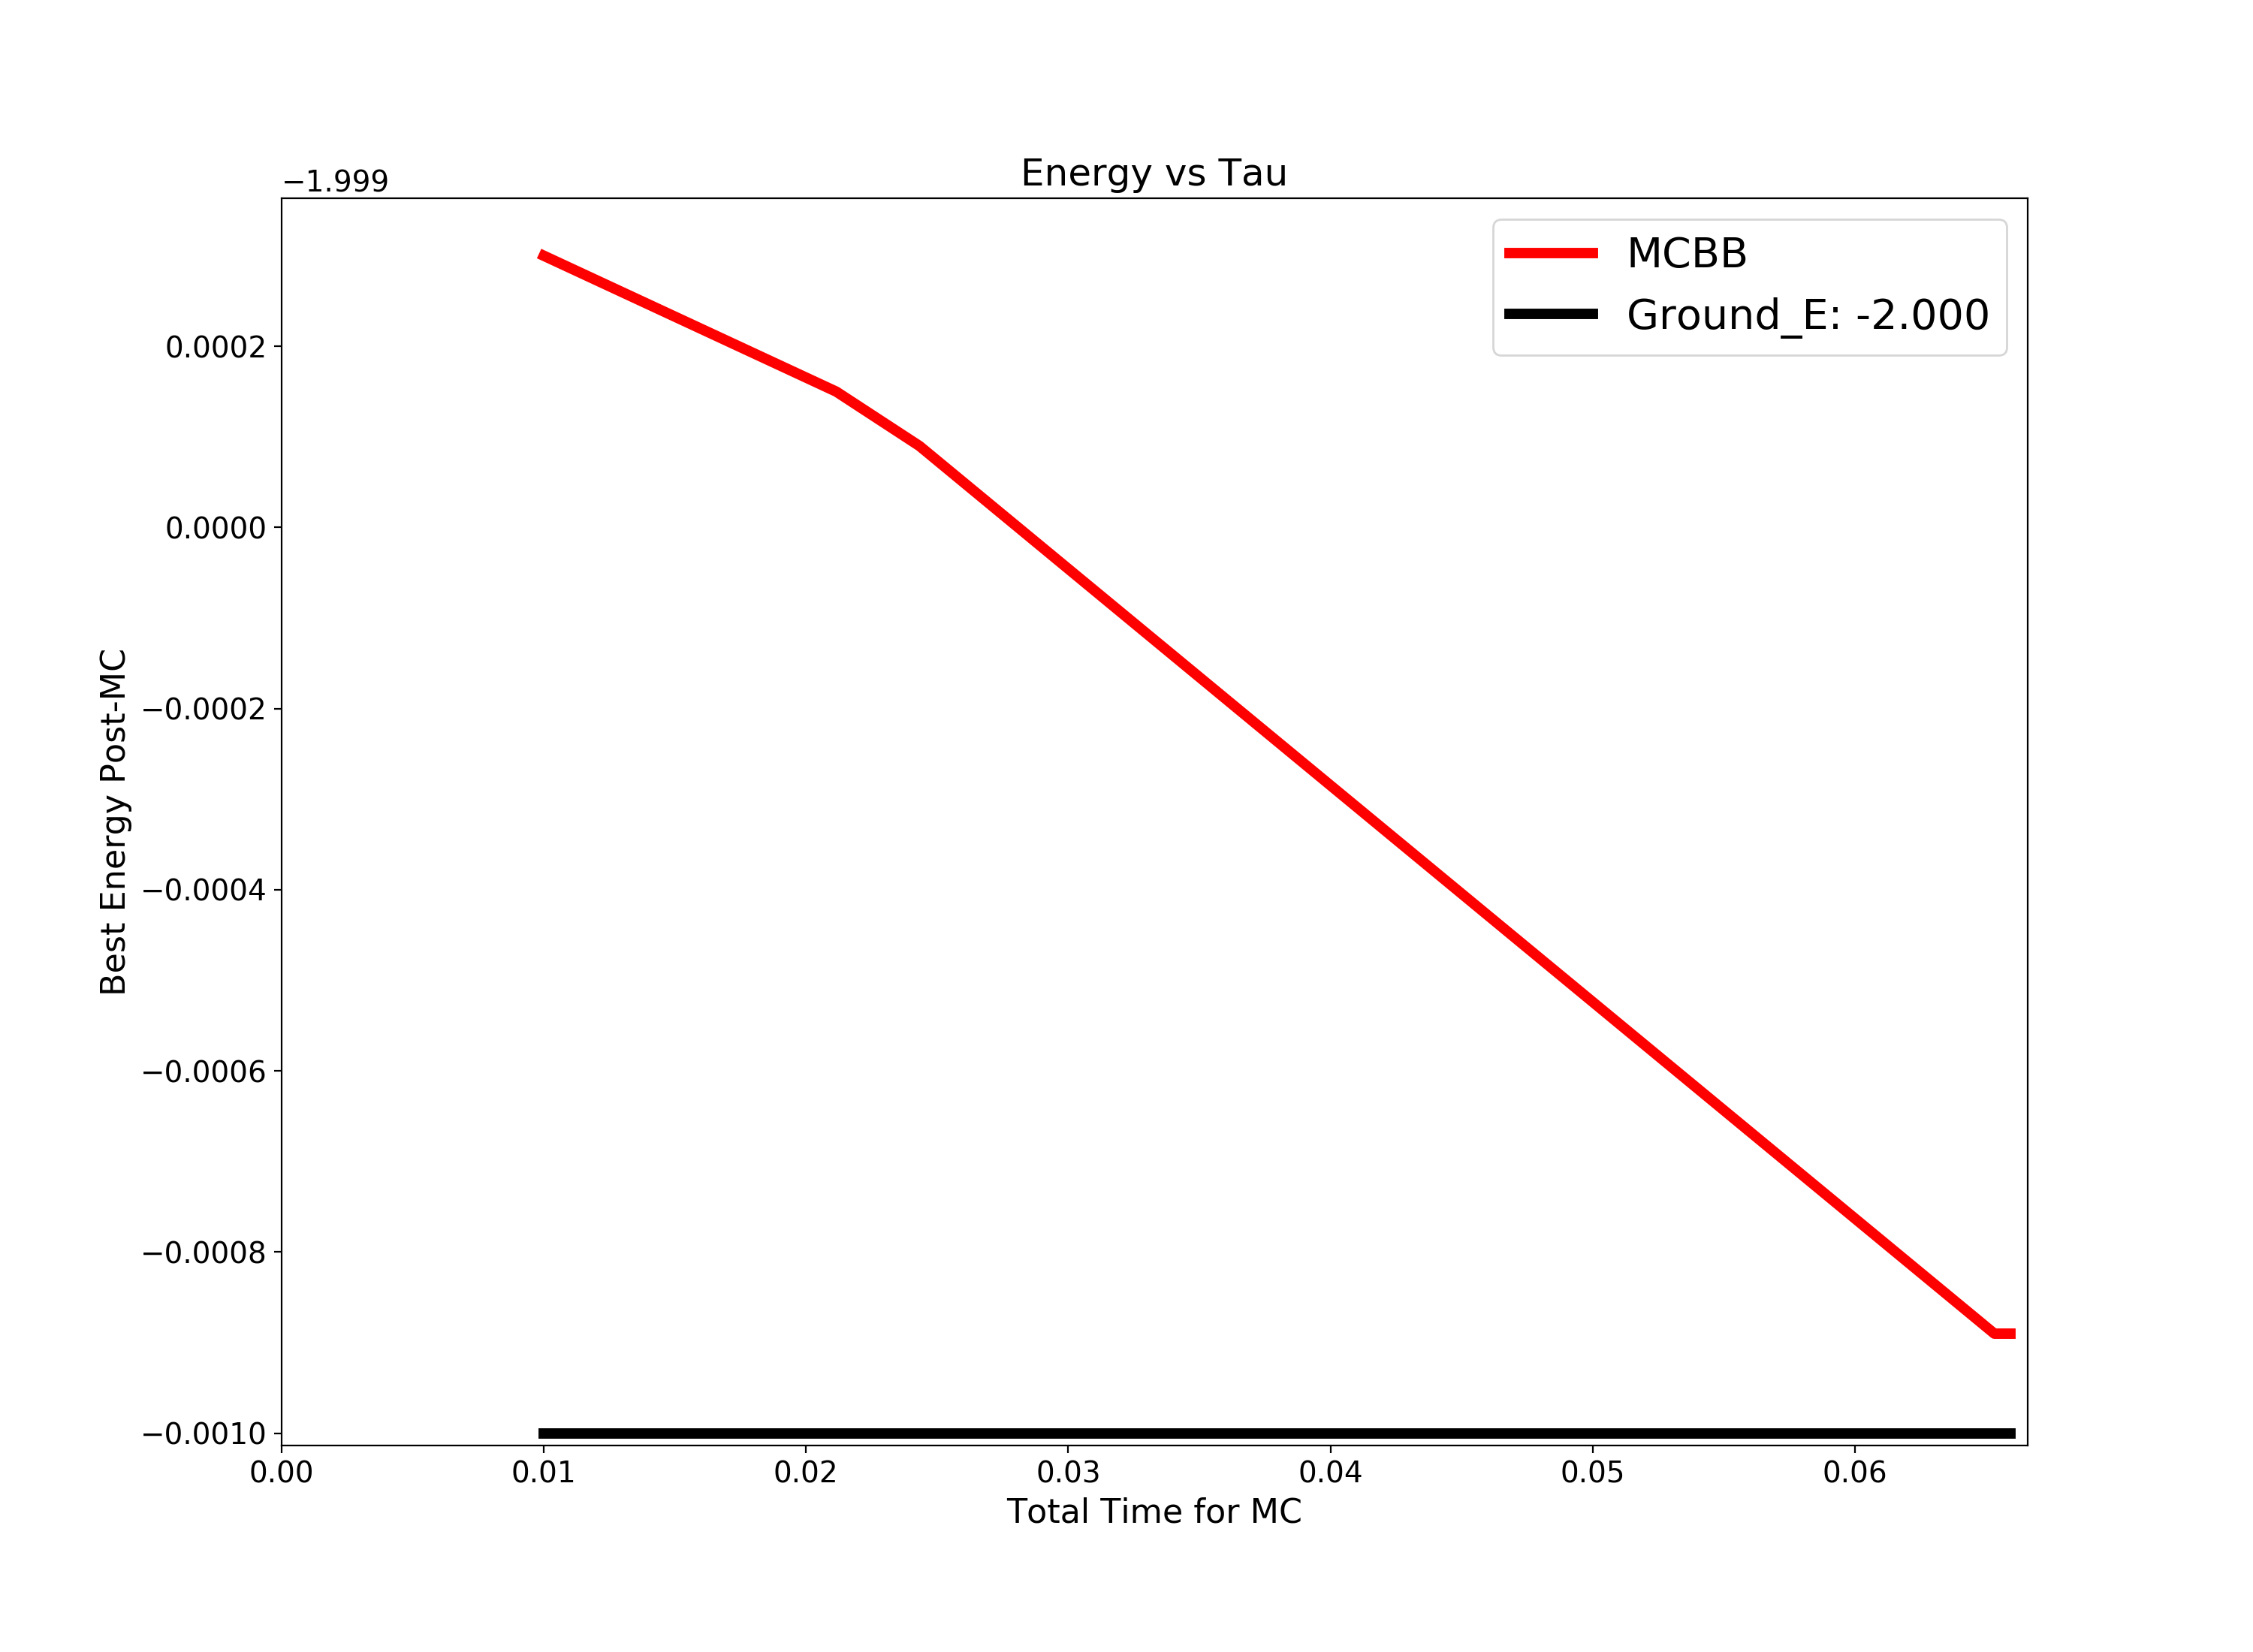 Energy vs Tau
−1.999
MCBB
Ground_E: -2.000
0.0002
0.0000
−0.0002
−0.0004
−0.0006
−0.0008
−0.0010
Best Energy Post-MC
0.00 0.01 0.02 0.03 0.04 0.05 0.06
Total Time for MC